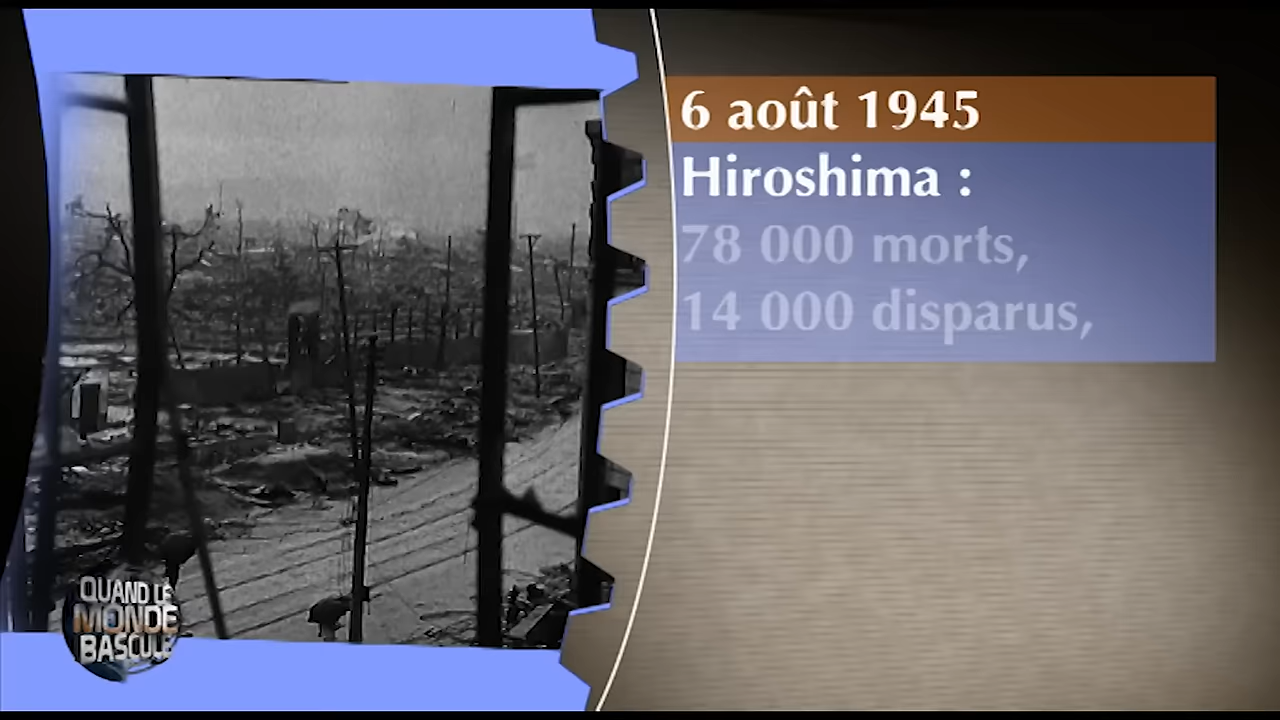 6 août 1945
Hiroshima :
78 000 morts,
14 000 disparus,
QUAND LE
MONDE
BASCULE